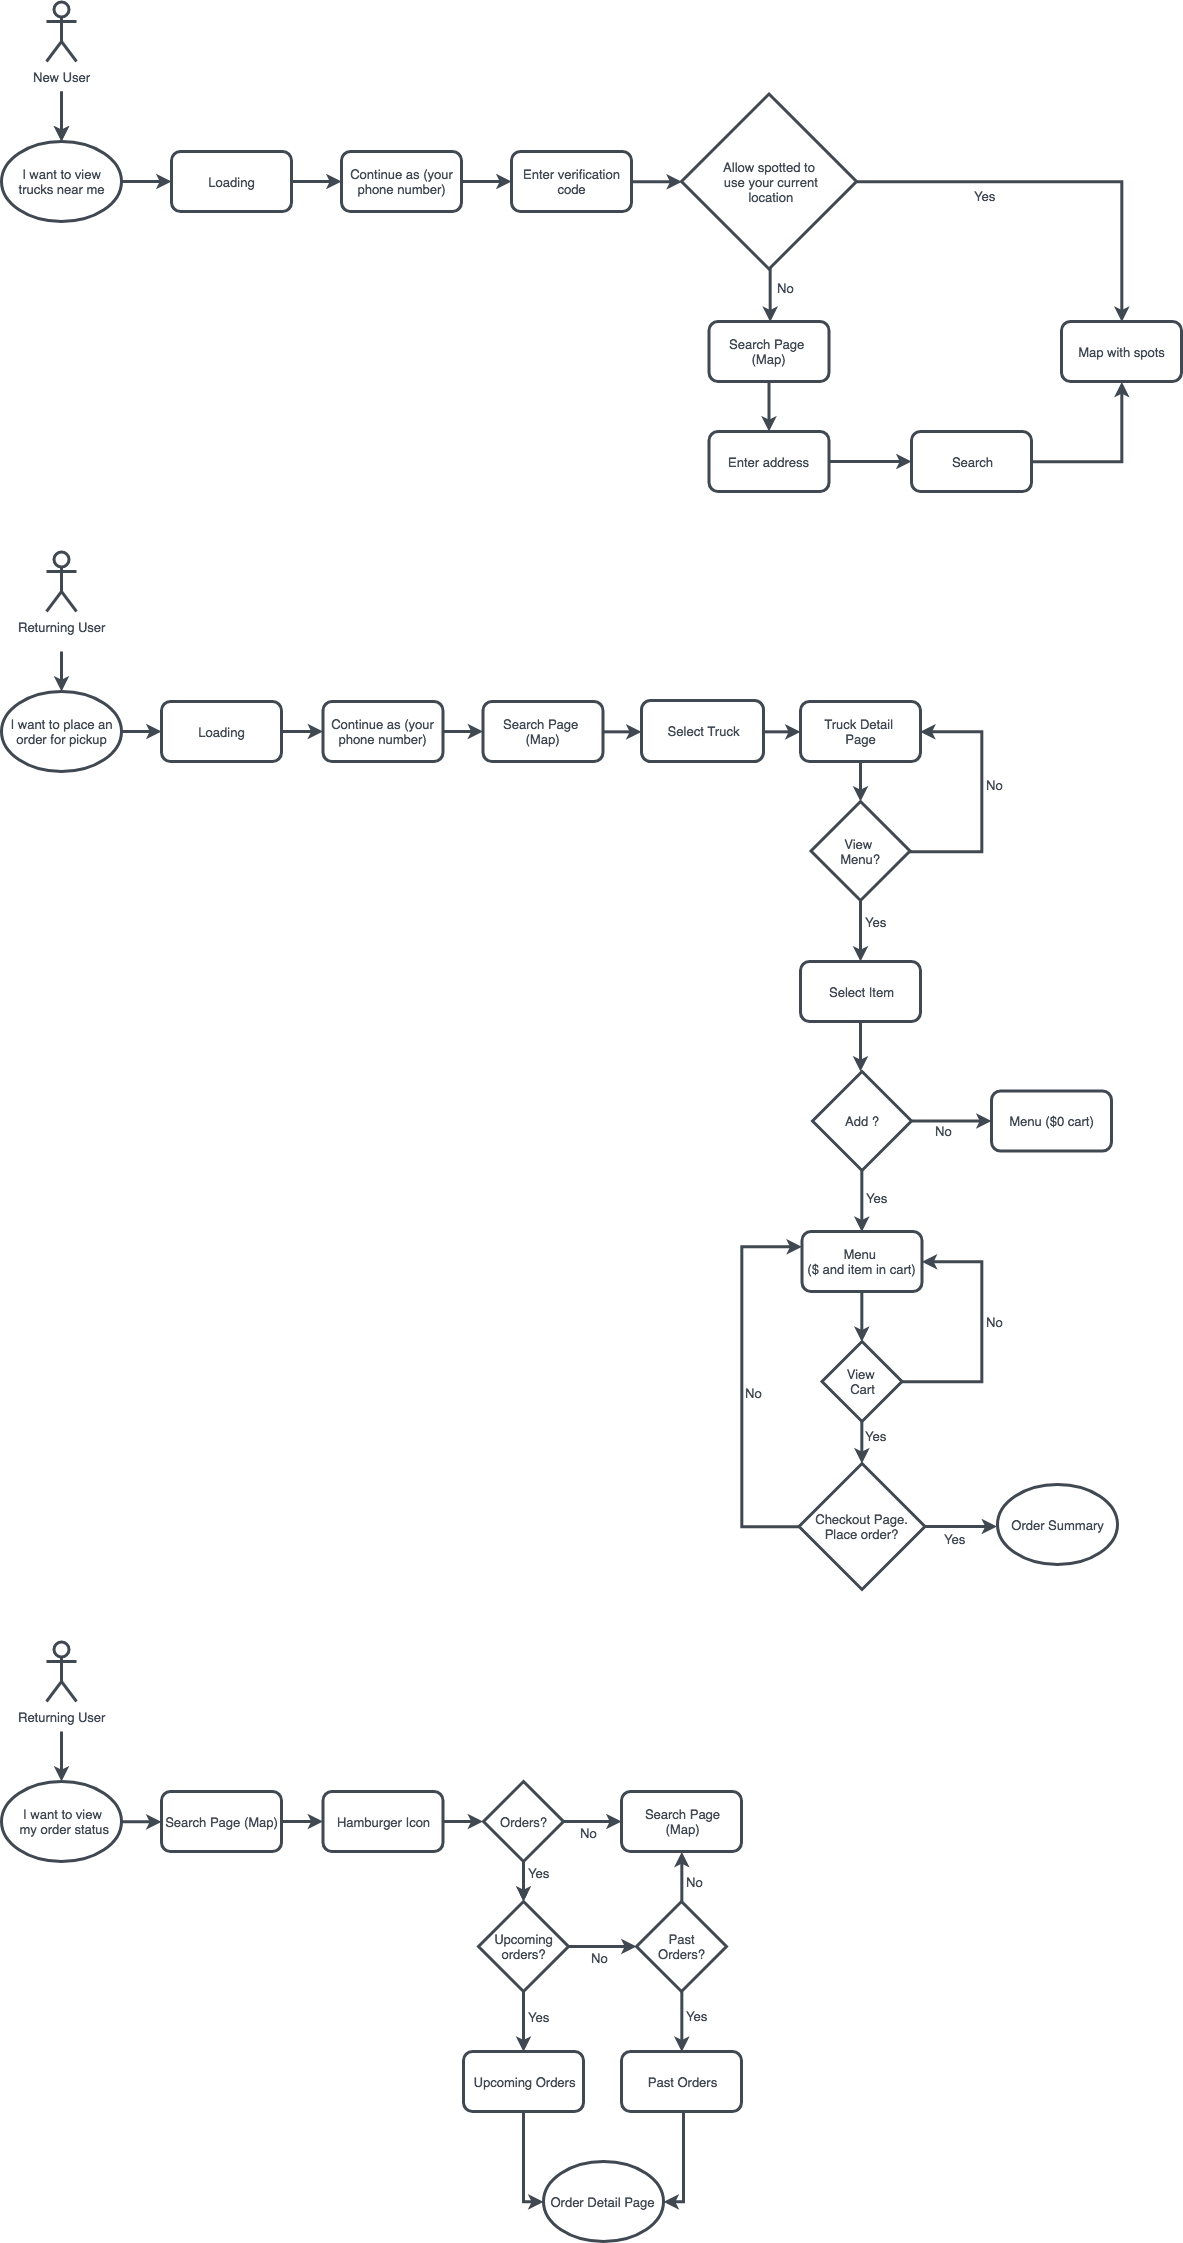 New User
I want to view
trucks near me
Loading
Continue as (your
phone number)
Enter verification
code
Allow spotted to
use your current
location
Yes
No
Search Page
(Map)
Map with spots
Enter address
Search
Returning User
I want to place an
order for pickup
Loading
Continue as (your
phone number)
Search Page
(Map)
Select Truck
Truck Detail
Page
No
View
Menu?
Yes
Select Item
Add ?
No
Menu ($0 cart)
Yes
Menu
($ and item in cart)
No
View
Cart
No
Yes
Checkout Page.
Place order?
Yes
Order Summary
Returning User
I want to view
my order status
Search Page (Map)
Hamburger Icon
Orders?
No
Search Page
(Map)
Yes
No
Upcoming
orders?
No
Past
Orders?
Yes
Yes
Upcoming Orders
Past Orders
Order Detail Page